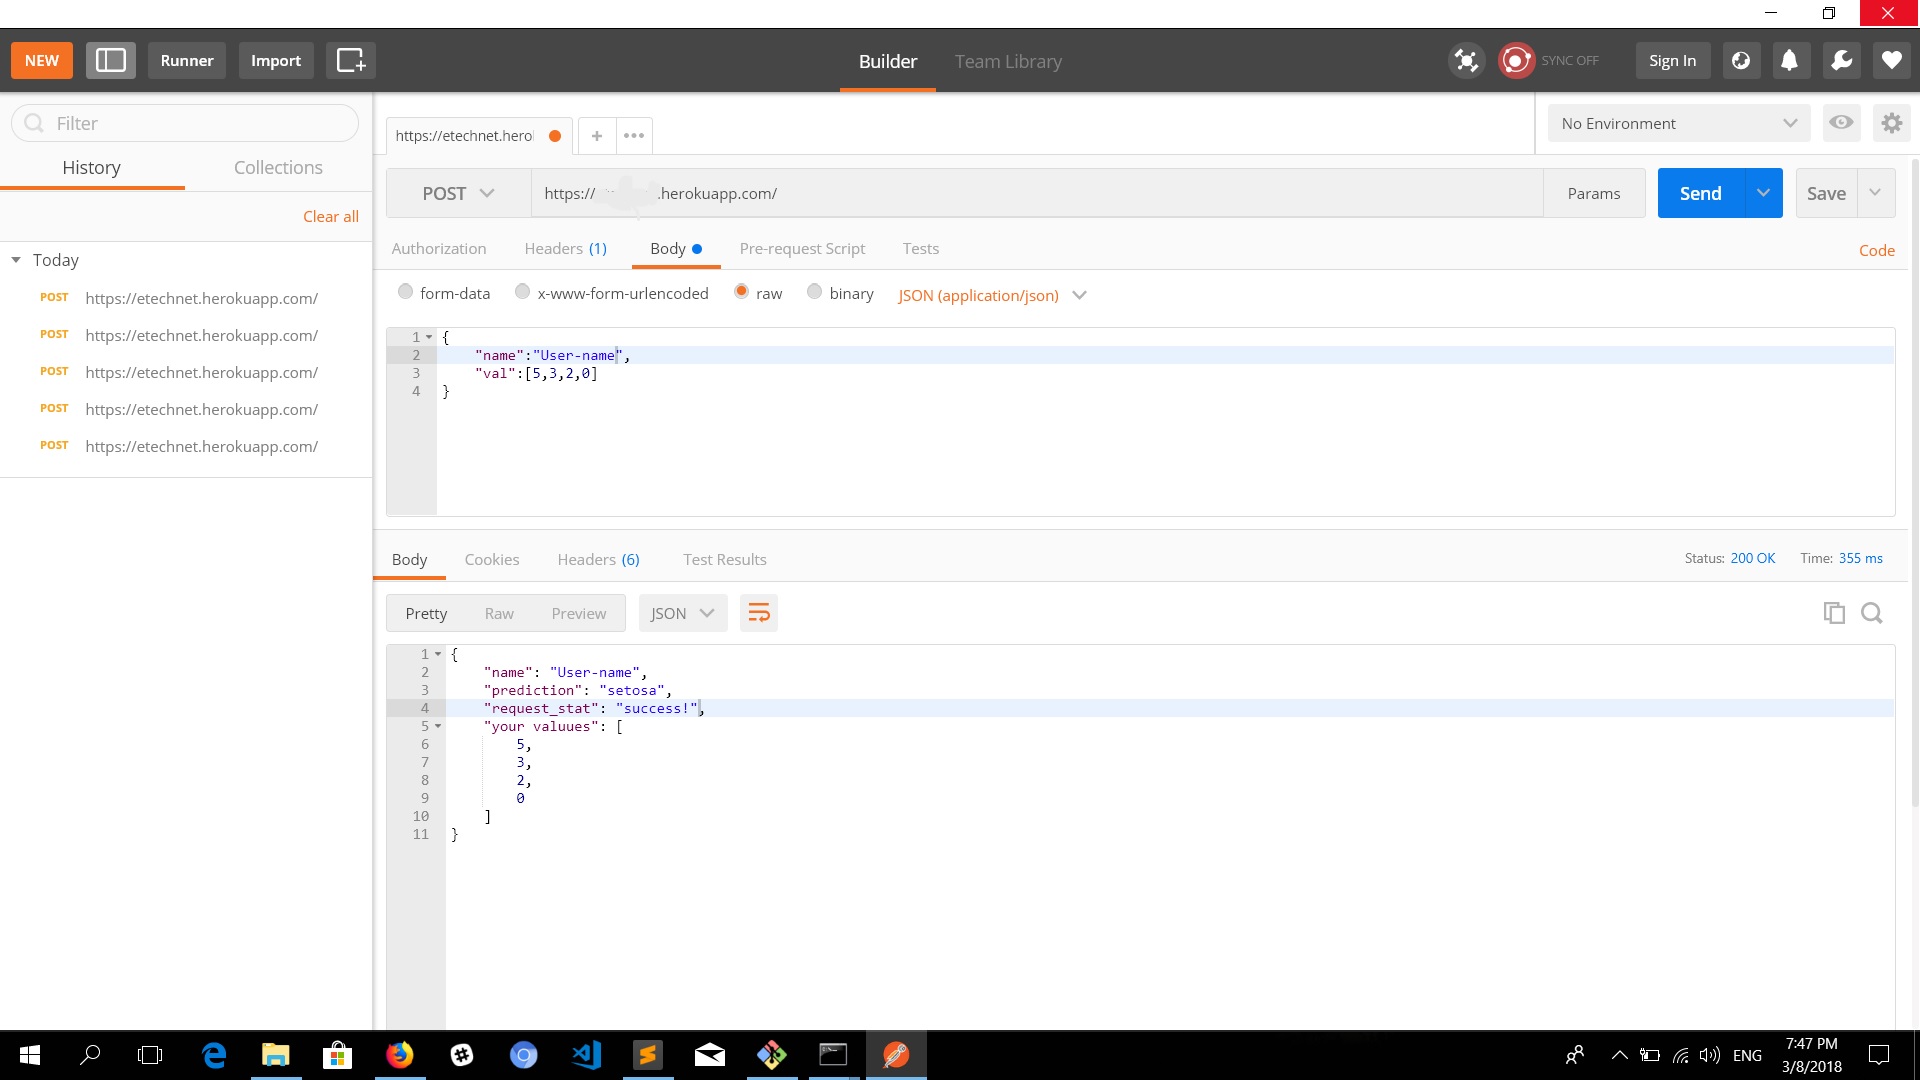 NEW Runner Import Builder Team Library SYNC OFF Sign In
Filter
History Collections
Clear all
Today
POST https://etechnet.herokuapp.com/
POST https://etechnet.herokuapp.com/
POST https://etechnet.herokuapp.com/
POST https://etechnet.herokuapp.com/
POST https://etechnet.herokuapp.com/
https://etechnet.hero
No Environment
POST https:// .herokuapp.com/ Params Send Save
Authorization Headers (1) Body Pre-request Script Tests Code
form-data x-www-form-urlencoded raw binary JSON (application/json)
1 {
2 "name":"User-name",
3 "val":[5,3,2,0]
4 }
Body Cookies Headers (6) Test Results Status: 200 OK Time: 355 ms
Pretty Raw Preview JSON
1 {
2 "name": "User-name",
3 "prediction": "setosa",
4 "request_stat": "success!",
5 "your valuues": [
6 5,
7 3,
8 2,
9 0
10 ]
11 }
ENG 7:47 PM
3/8/2018